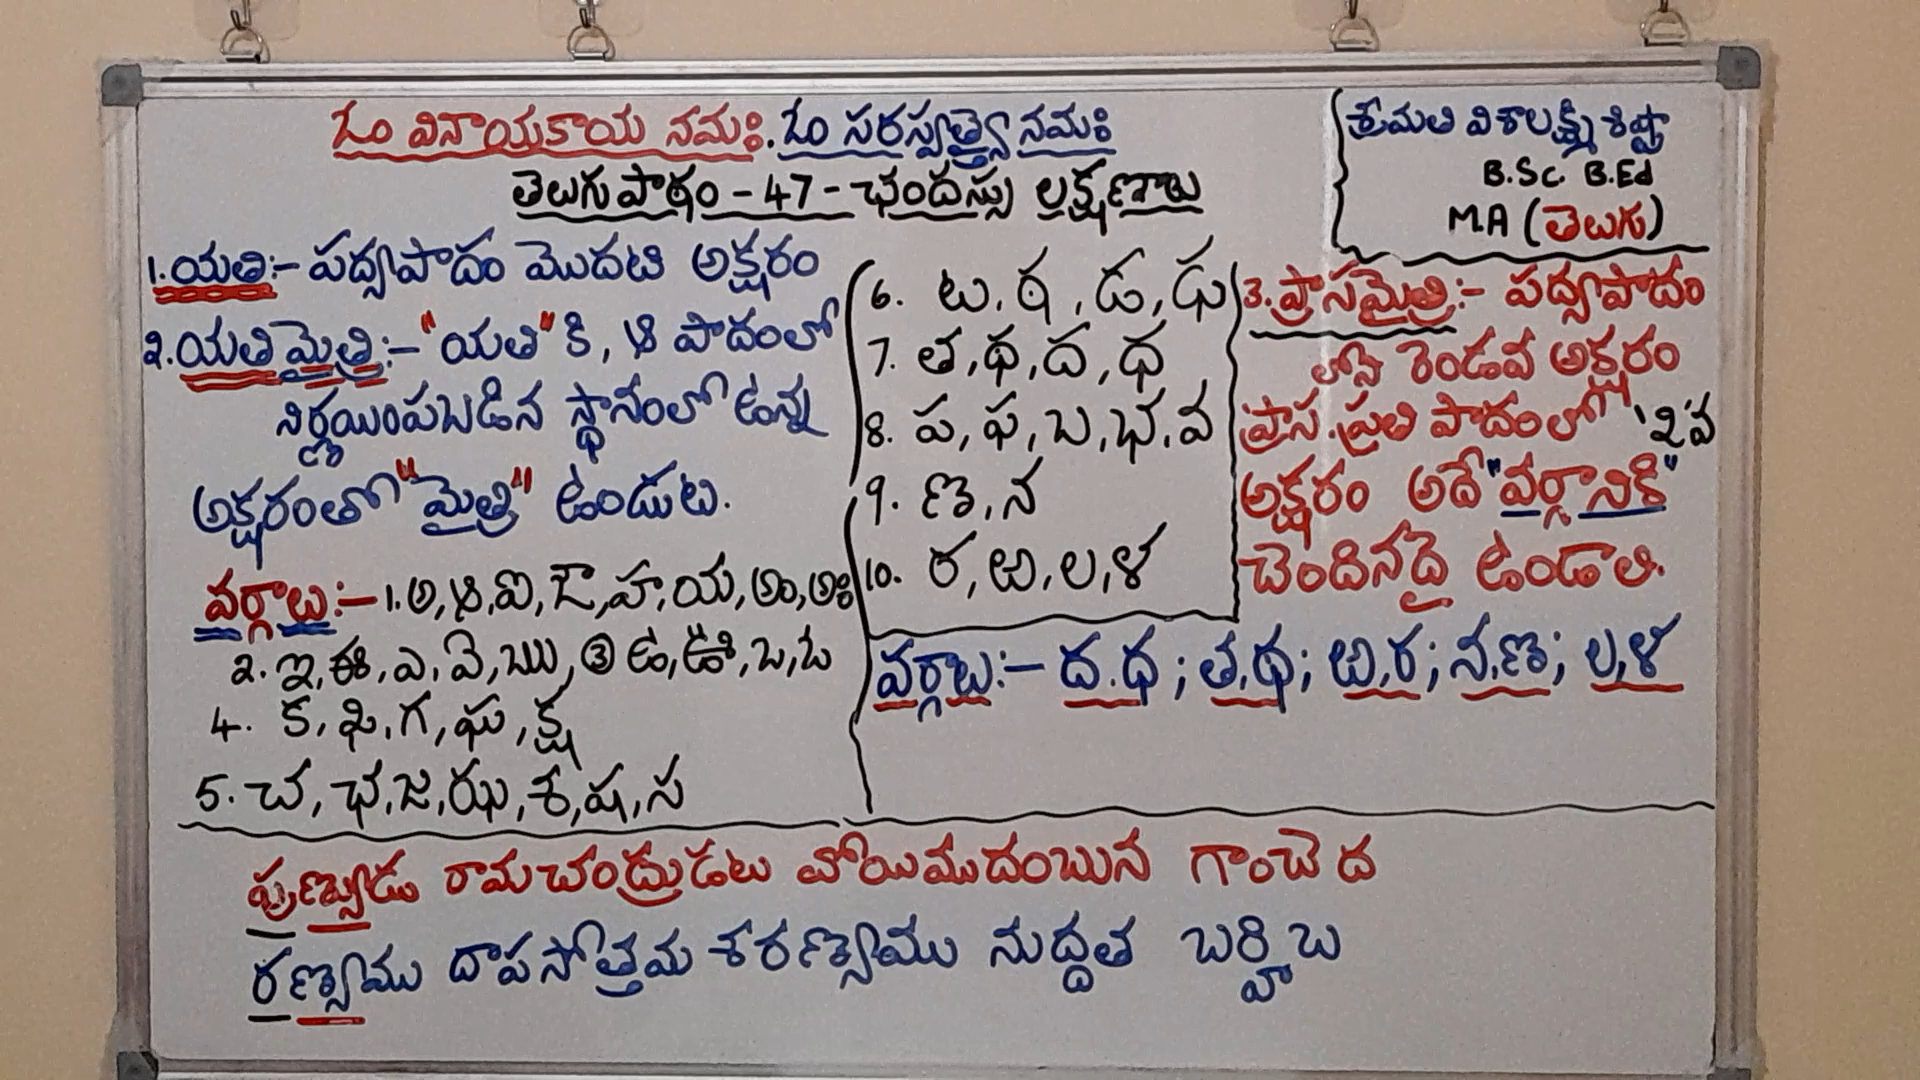 ఓం వినాయకాయ నమః. ఓం సరస్వత్యై నమః
శ్రీమతి విశాలక్ష్మి శిష్ట్లా
B.Sc. B.Ed
M.A (తెలుగు)
తెలుగు పాఠం - 47 - ఛందస్సు లక్షణాలు
1. యతి:- పద్యపాదం మొదటి అక్షరం
2. యతి మైత్రి:- "యతి" కి, ఆ పాదంలో
నిర్ణయింపబడిన స్థానంలో ఉన్న
అక్షరంతో "మైత్రి" ఉండుట.
వర్గాలు:- 1. అ, ఆ, ఐ, ఔ, హ, య, అం, అః
2. ఇ, ఈ, ఎ, ఏ, ఋ, ③ ఉ, ఊ, ఒ, ఓ
4. క, ఖ, గ, ఘ, క్ష
5. చ, ఛ, జ, ఝ, శ, ష, స
6. ట, ఠ, డ, ఢ
7. త, థ, ద, ధ
8. ప, ఫ, బ, భ, వ
9. ణ, న
10. ర, ఱ, ల, ళ
3. ప్రాసమైత్రి:- పద్యపాదం
లోని రెండవ అక్షరం
ప్రాస. ప్రతి పాదంలో '2'వ
అక్షరం అదే "వర్గానికి"
చెందినదై ఉండాలి.
వర్గాలు:- ద.ధ; త,థ; ఱ,ర; న,ణ; ల,ళ
పుణ్యుడు రామచంద్రుడటు వోయిముదంబున గాంచె ద
రణ్యము దాపసోత్తమ శరణ్యము నుద్దత బర్హిబ